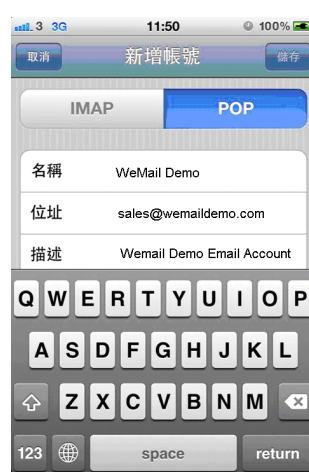 3 3G 11:50 100%
取消 新增帳號 儲存
IMAP POP
名稱 WeMail Demo
位址 sales@wemaildemo.com
描述 Wemail Demo Email Account
Q W E R T Y U I O P
A S D F G H J K L
Z X C V B N M
123 space return